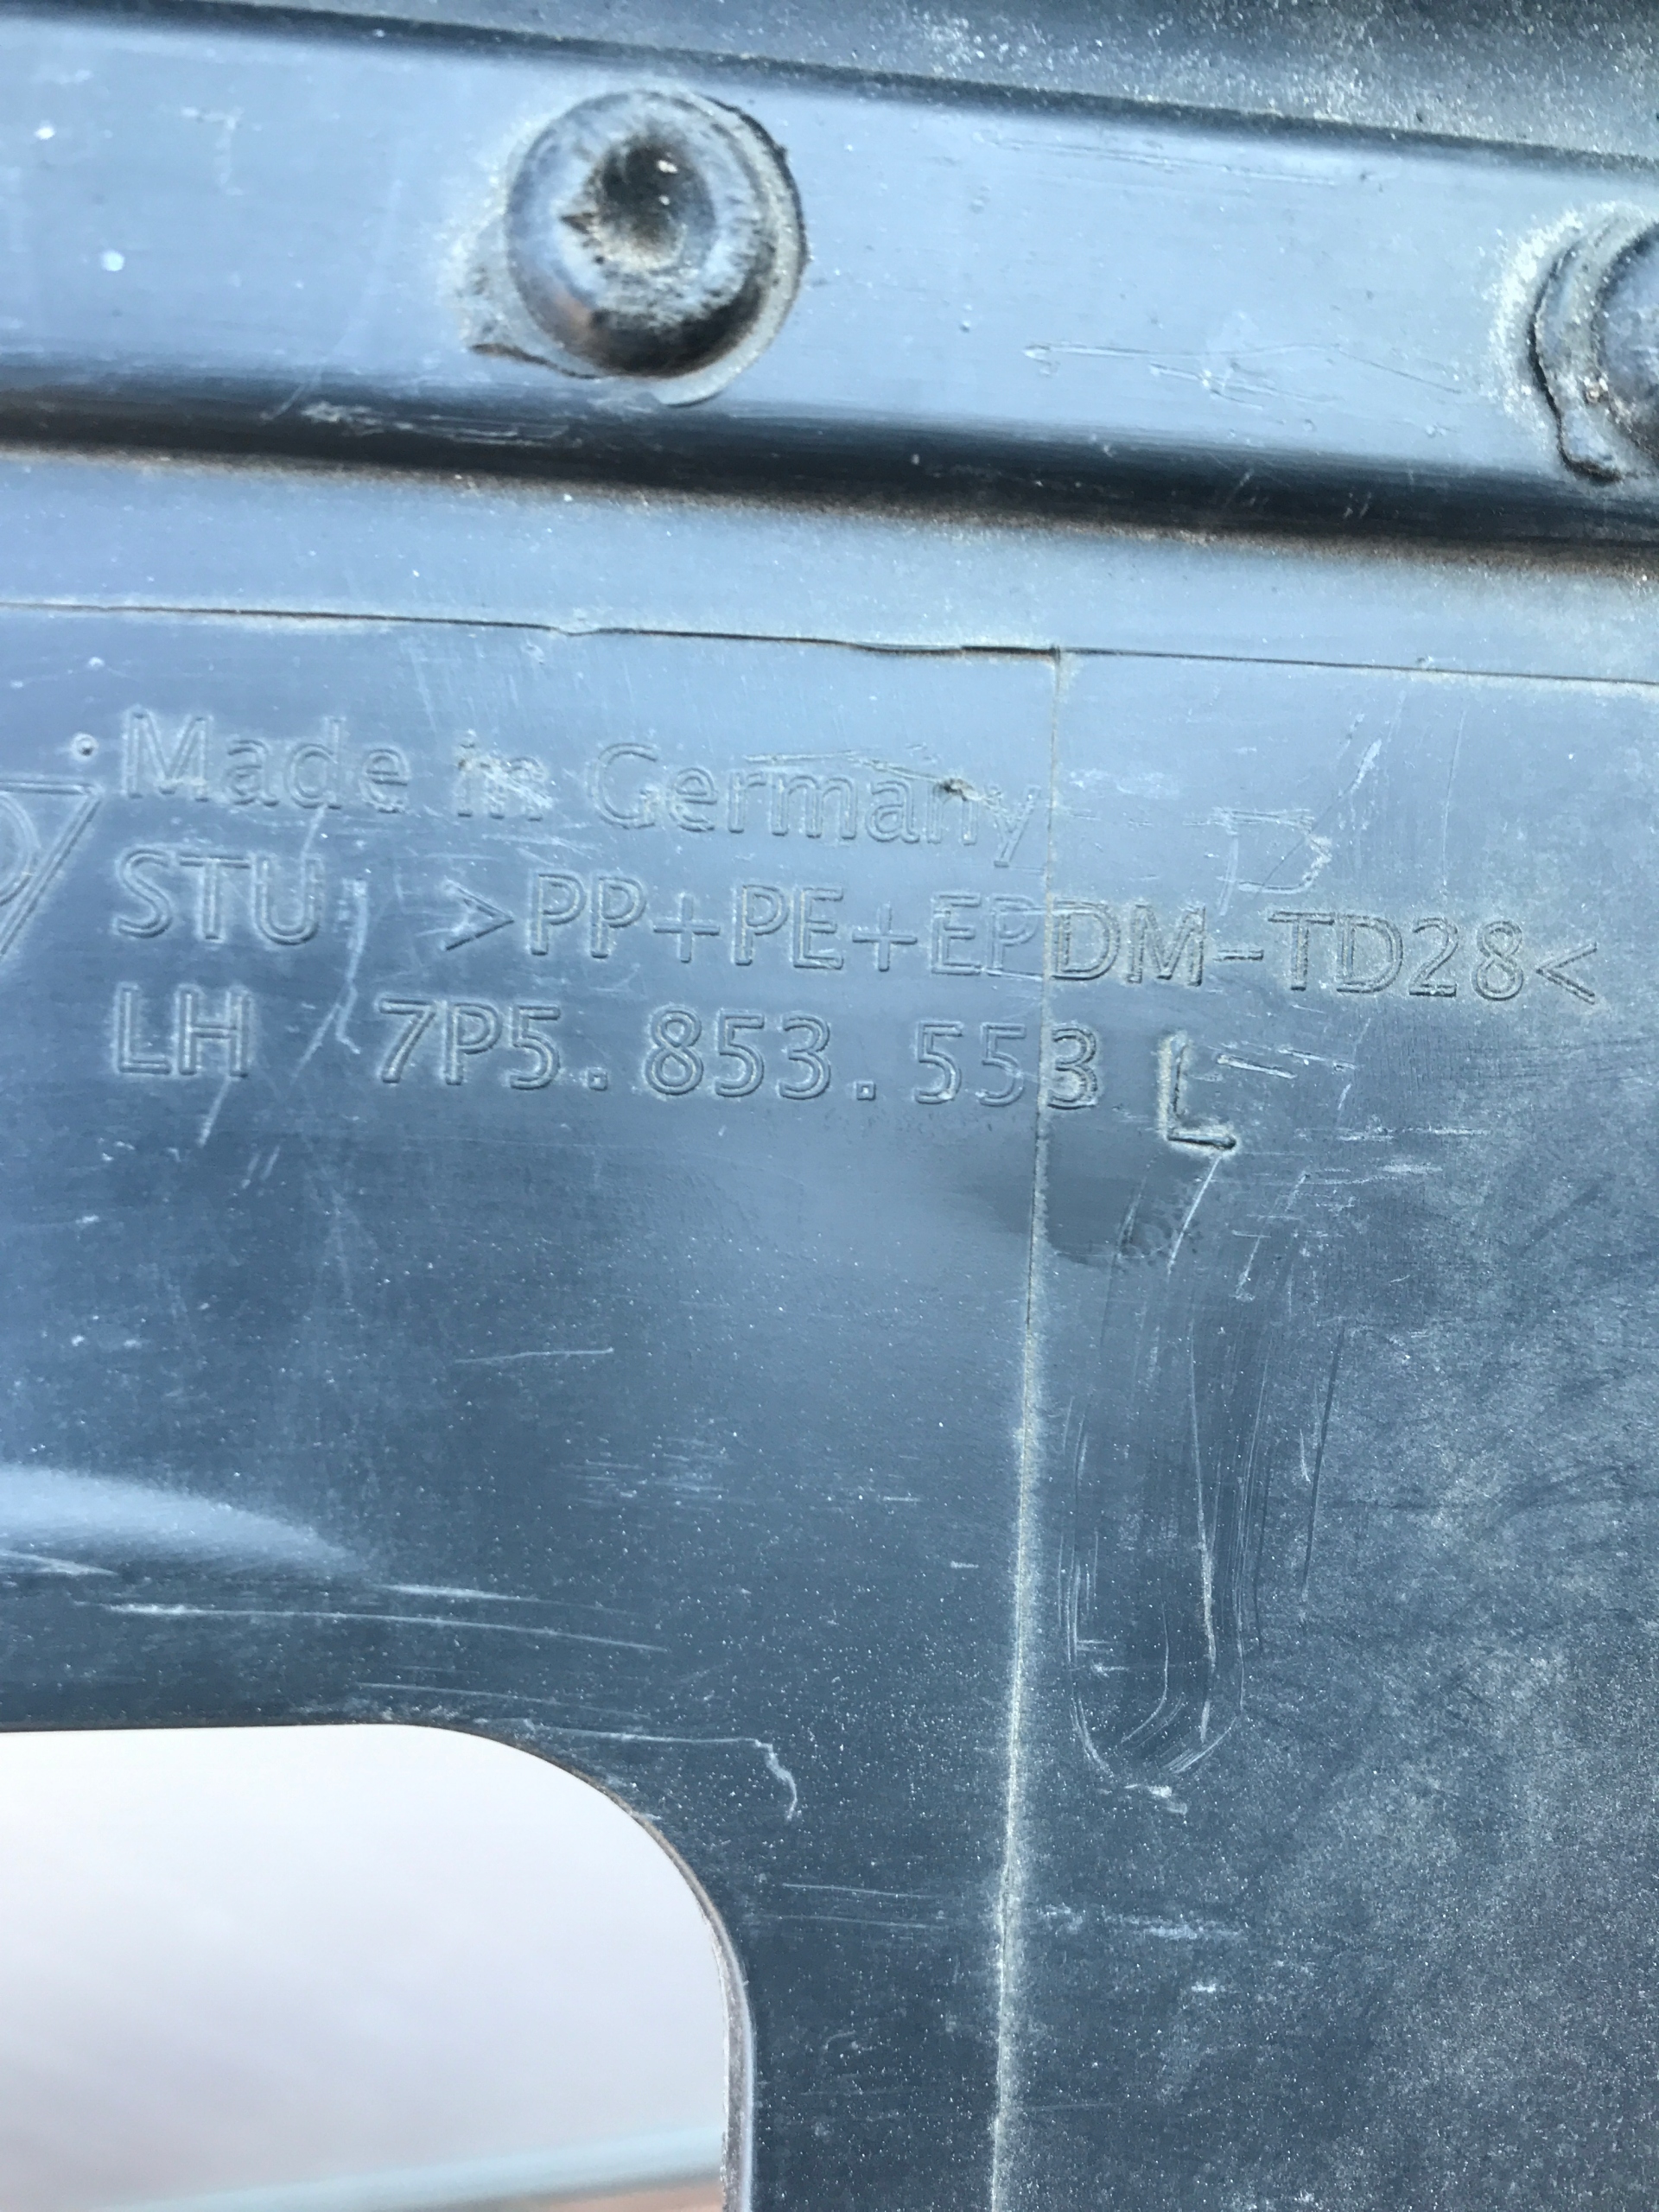 Made in Germany
STU >PP+PE+EPDM-TD28<
LH 7P5.853.553 L